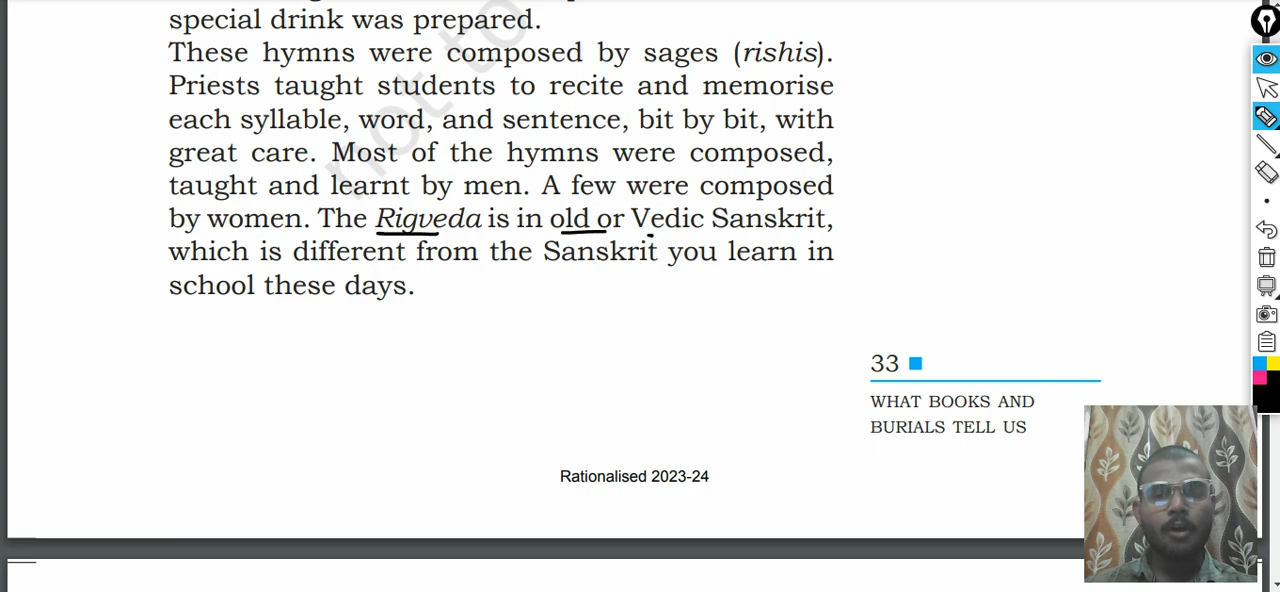 special drink was prepared.
These hymns were composed by sages (rishis).
Priests taught students to recite and memorise
each syllable, word, and sentence, bit by bit, with
great care. Most of the hymns were composed,
taught and learnt by men. A few were composed
by women. The Rigveda is in old or Vedic Sanskrit,
which is different from the Sanskrit you learn in
school these days.
33
WHAT BOOKS AND
BURIALS TELL US
Rationalised 2023-24
not to